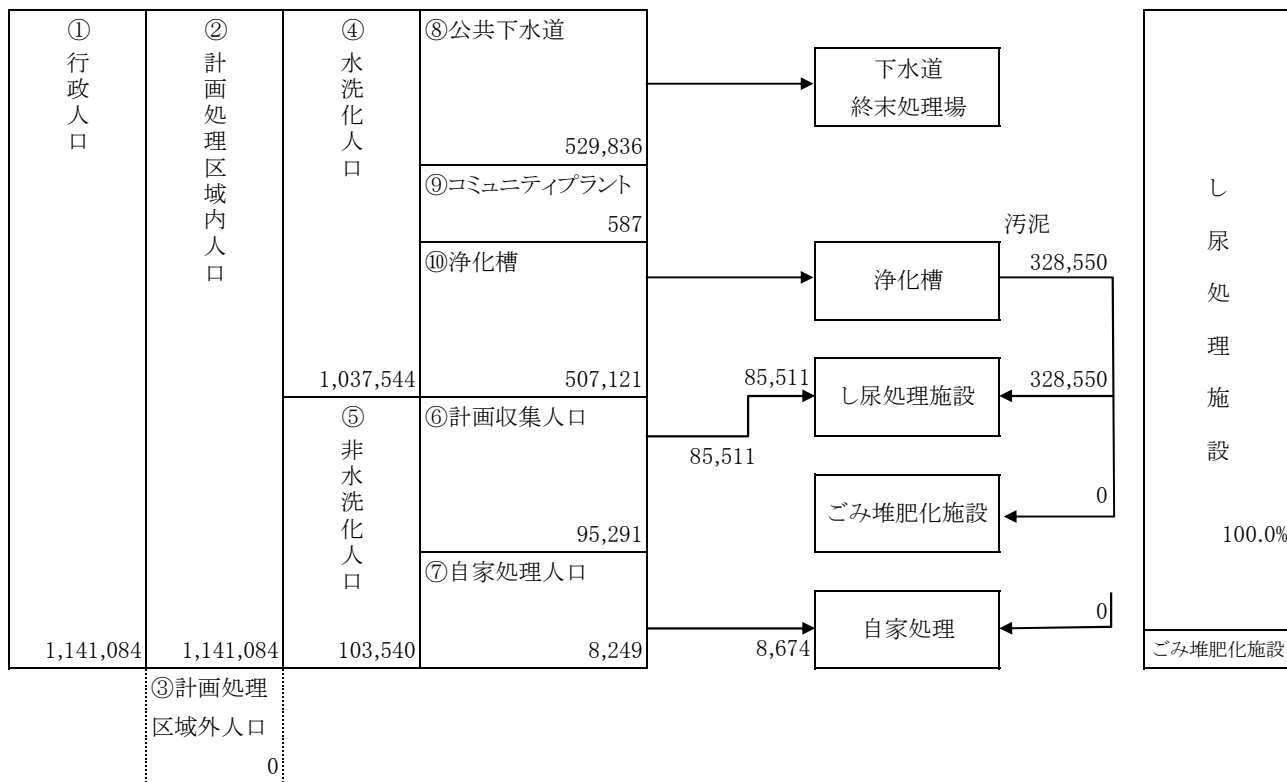 ①行政人口
1,141,084
②計画処理区域内人口
1,141,084
③計画処理
区域外人口
0
④水洗化人口
1,037,544
⑤非水洗化人口
103,540
⑧公共下水道
529,836
⑨コミュニティプラント
587
⑩浄化槽
507,121
⑥計画収集人口
95,291
⑦自家処理人口
8,249
下水道
終末処理場
汚泥
浄化槽
328,550
85,511
85,511
し尿処理施設
328,550
ごみ堆肥化施設
0
8,674
自家処理
0
し尿処理施設
100.0%
ごみ堆肥化施設